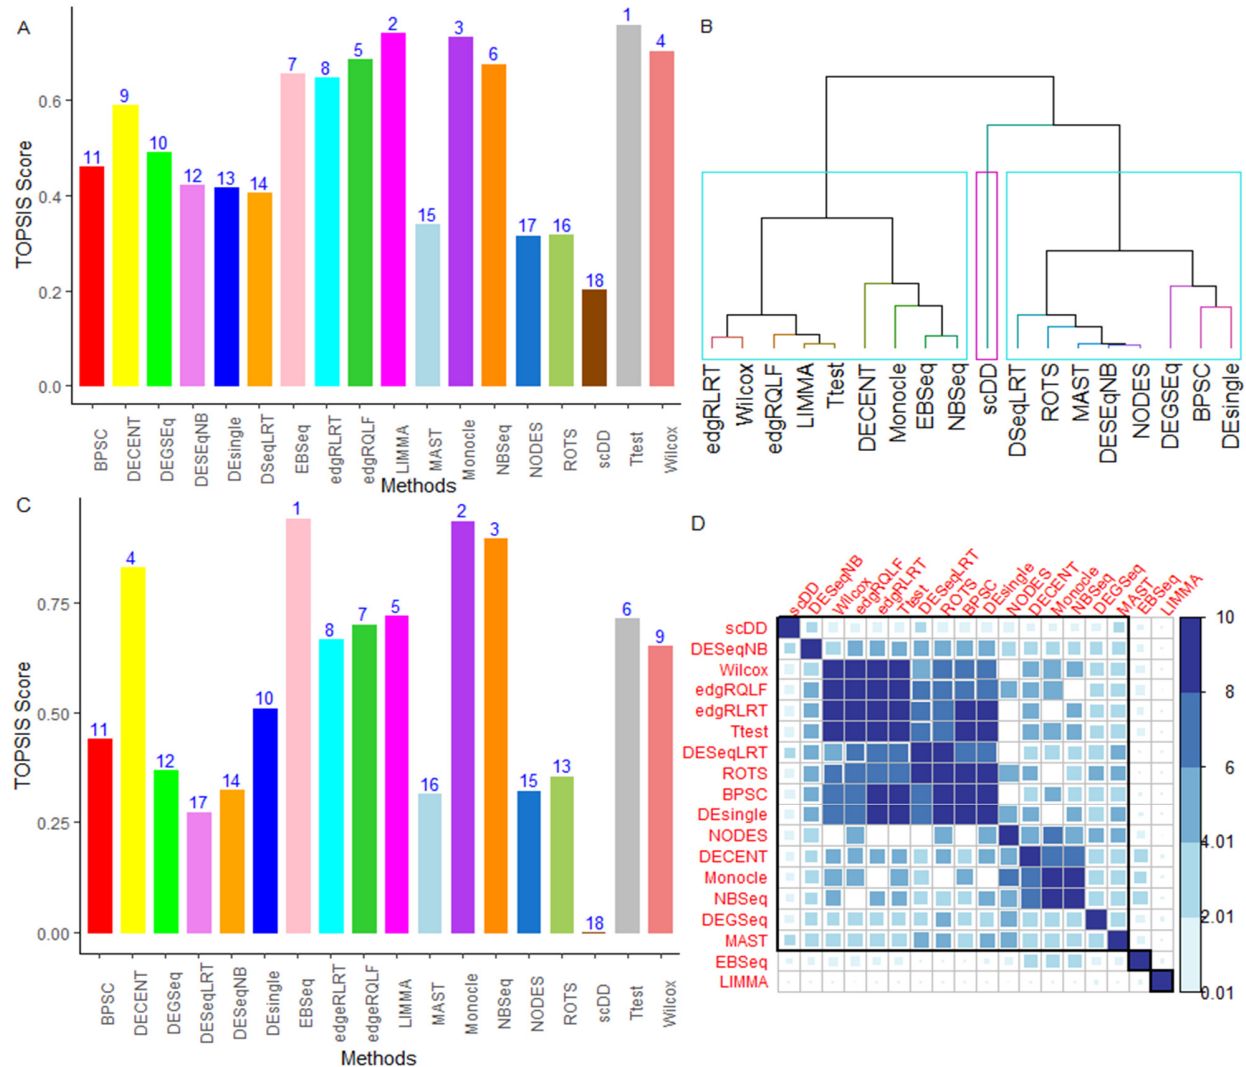 A
TOPSIS Score
0.6
0.4
0.2
0.0
11
9
10
12
13
14
7
8
5
2
15
3
6
17
16
18
1
4
BPSC
DECENT
DEGSEq
DESEqNB
DEsingle
DSeqLRT
EBSeq
edgRLRT
edgRQLF
LIMMA
MAST
Monocle
NBSeq
NODES
ROTS
scDD
Ttest
Wilcox
Methods
B
edgRLRT
Wilcox
edgRQLF
LIMMA
Ttest
DECENT
Monocle
EBSeq
NBSeq
scDD
DSeqLRT
ROTS
MAST
DESEqNB
NODES
DEGSEq
BPSC
DEsingle
C
TOPSIS Score
0.75
0.50
0.25
0.00
11
4
12
17
14
10
1
8
7
5
16
2
3
15
13
18
6
9
BPSC
DECENT
DEGSeq
DESeqLRT
DESeqNB
DEsingle
EBSeq
edgeRLRT
edgeRQLF
LIMMA
MAST
Monocle
NBSeq
NODES
ROTS
scDD
Ttest
Wilcox
Methods
D
scDD
DESeqNB
Wilcox
edgRQLF
edgRLRT
Ttest
DESeqLRT
ROTS
BPSC
DEsingle
NODES
DECENT
Monocle
NBSeq
DEGSeq
MAST
EBSeq
LIMMA
scDD
DESeqNB
Wilcox
edgRQLF
edgRLRT
Ttest
DESeqLRT
ROTS
BPSC
DEsingle
NODES
DECENT
Monocle
NBSeq
DEGSeq
MAST
EBSeq
LIMMA
10
8
6
4.01
2.01
0.01